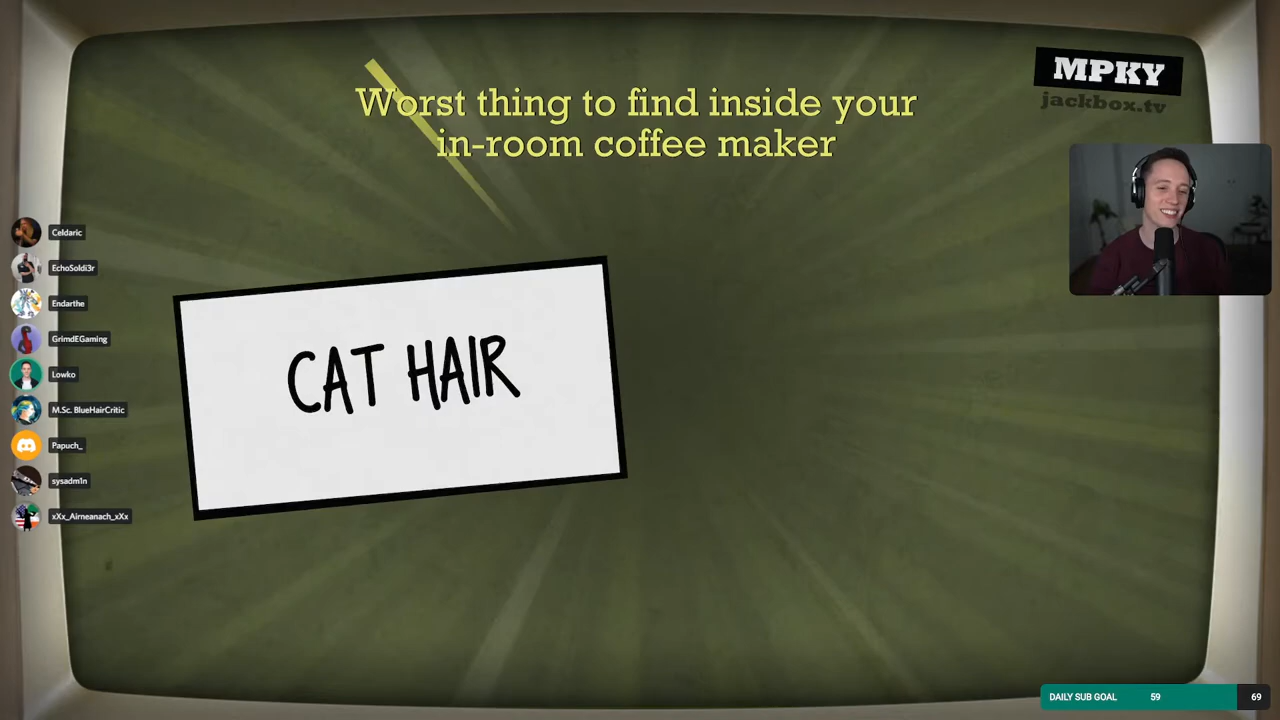 Worst thing to find inside your
in-room coffee maker
MPKY
jackbox.tv
Celdaric
EchoSoldi3r
Endarthe
GrimdEGaming
Lowko
M.Sc. BlueHairCritic
Papuch_
sysadm1n
xXx_Airneanach_xXx
CAT HAIR
DAILY SUB GOAL 59 69